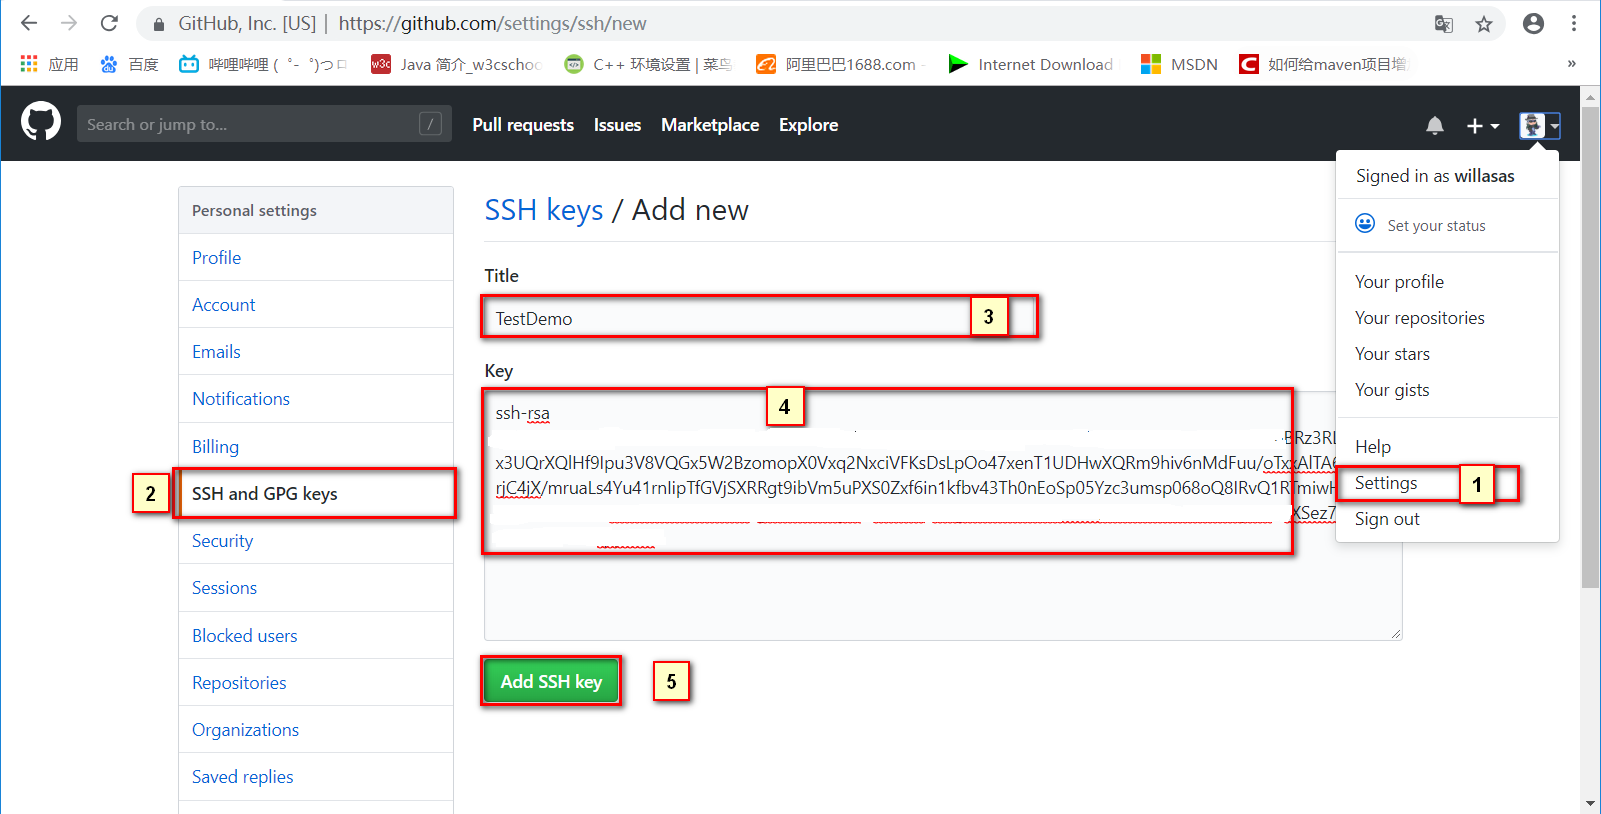 GitHub, Inc. [US] | https://github.com/settings/ssh/new
应用 百度 哔哩哔哩 ( ゜- ゜)つロ Java 简介_w3cschoo C++ 环境设置 | 菜鸟 阿里巴巴1688.com - Internet Download MSDN 如何给maven项目增 »
Search or jump to... / Pull requests Issues Marketplace Explore
Signed in as willasas
Set your status
Your profile
Your repositories
Your stars
Your gists
Help
Settings 1
Sign out
Personal settings
Profile
Account
Emails
Notifications
Billing
2 SSH and GPG keys
Security
Sessions
Blocked users
Repositories
Organizations
Saved replies
SSH keys / Add new
Title
TestDemo 3
Key
4
ssh-rsa
BRz3RL
x3UQrXQlHf9Ipu3V8VQGx5W2BzomopX0Vxq2NxciVFKsDsLpOo47xenT1UDHwXQRm9hiv6nMdFuu/oTxxAlTA6
rjC4jX/mruaLs4Yu41rnIipTfGVjSXRRgt9ibVm5uPXS0Zxf6in1kfbv43Th0nEoSp05Yzc3umsp068oQ8IRvQ1RTmiwH
XSez7
Add SSH key 5